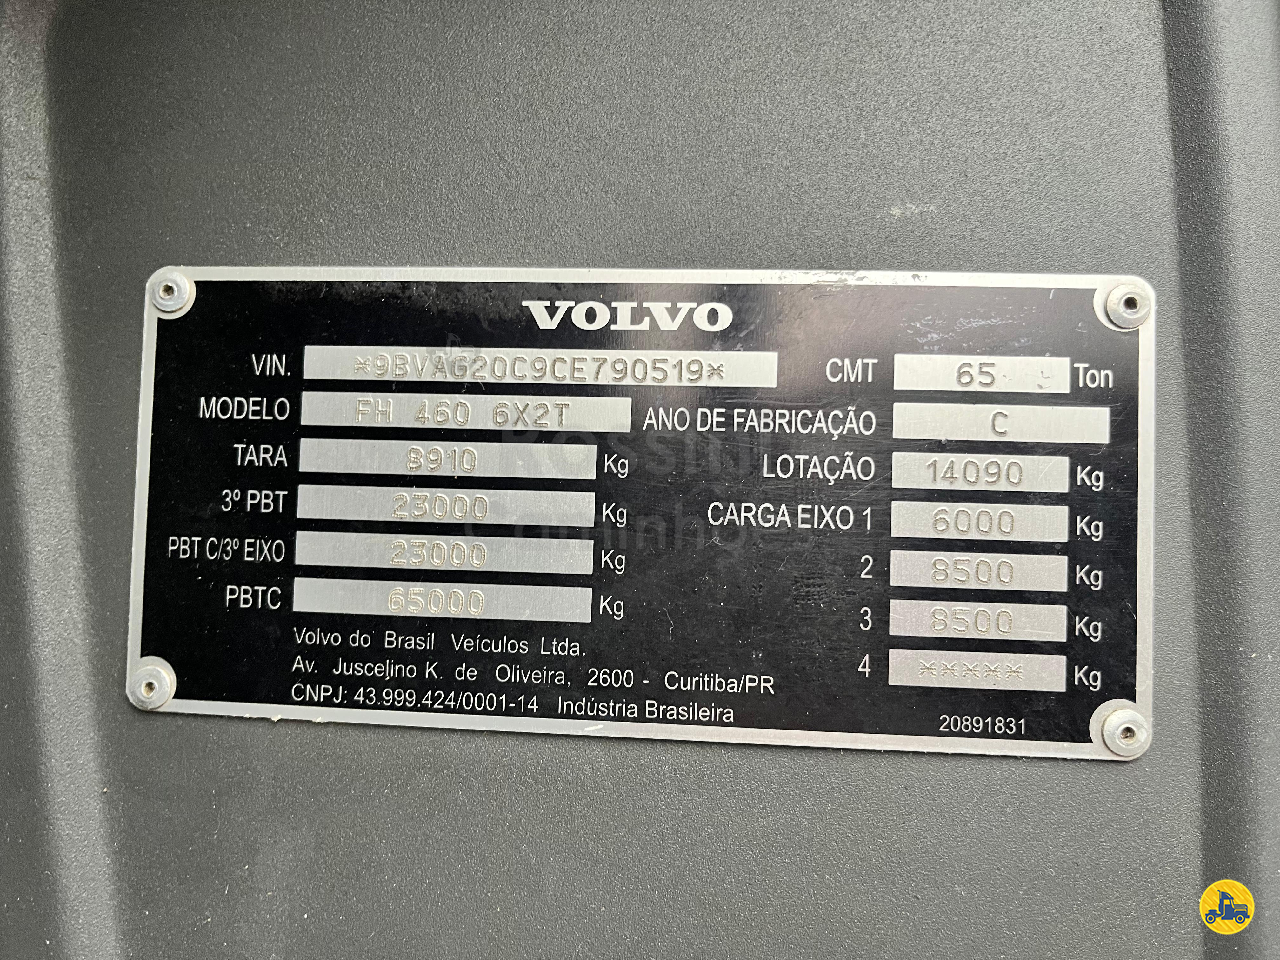 VOLVO
VIN. *9BVAG20C9CE790519* CMT 65 Ton
MODELO FH 460 6X2T ANO DE FABRICAÇÃO C
TARA 8910 Kg LOTAÇÃO 14090 Kg
3º PBT 23000 Kg CARGA EIXO 1 6000 Kg
PBT C/3º EIXO 23000 Kg 2 8500 Kg
PBTC 65000 Kg 3 8500 Kg
4 ***** Kg
Volvo do Brasil Veículos Ltda.
Av. Juscelino K. de Oliveira, 2600 - Curitiba/PR
CNPJ: 43.999.424/0001-14 Indústria Brasileira
20891831
Caminhões